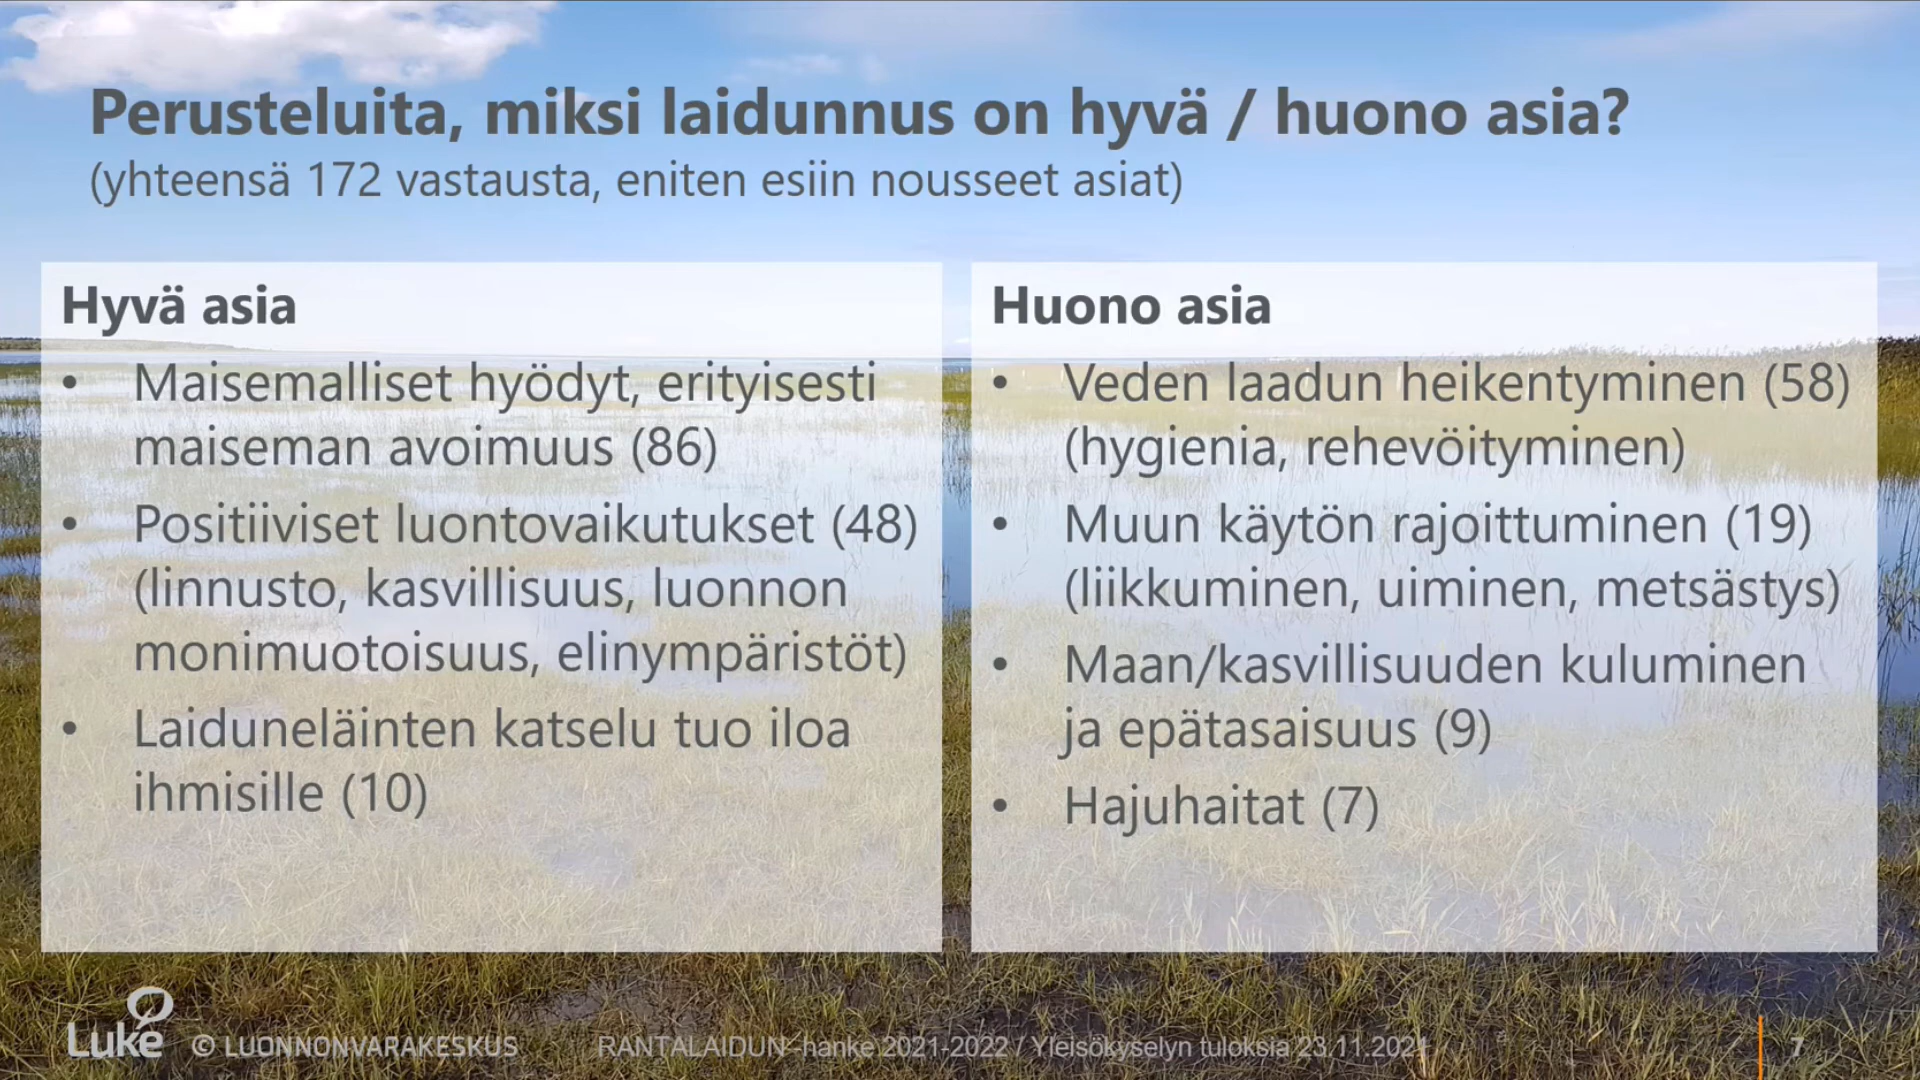 Perusteluita, miksi laidunnus on hyvä / huono asia?
(yhteensä 172 vastausta, eniten esiin nousseet asiat)
Hyvä asia
• Maisemalliset hyödyt, erityisesti
maiseman avoimuus (86)
• Positiiviset luontovaikutukset (48)
(linnusto, kasvillisuus, luonnon
monimuotoisuus, elinympäristöt)
• Laiduneläinten katselu tuo iloa
ihmisille (10)
Huono asia
• Veden laadun heikentyminen (58)
(hygienia, rehevöityminen)
• Muun käytön rajoittuminen (19)
(liikkuminen, uiminen, metsästys)
• Maan/kasvillisuuden kuluminen
ja epätasaisuus (9)
• Hajuhaitat (7)
Luke © LUONNONVARAKESKUS
RANTALAIDUN -hanke 2021-2022 / Yleisökyselyn tuloksia 23.11.2021
7